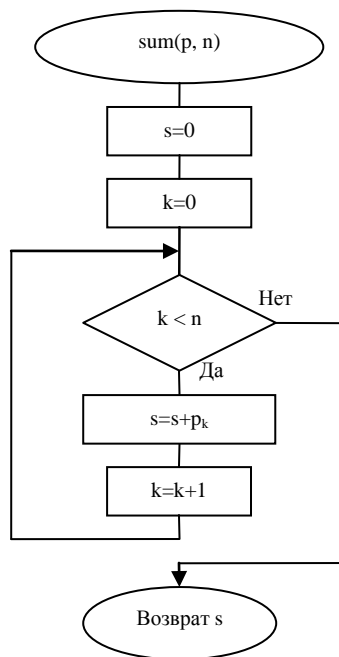 sum(p, n)
s=0
k=0
k < n
Нет
Да
s=s+pₖ
k=k+1
Возврат s